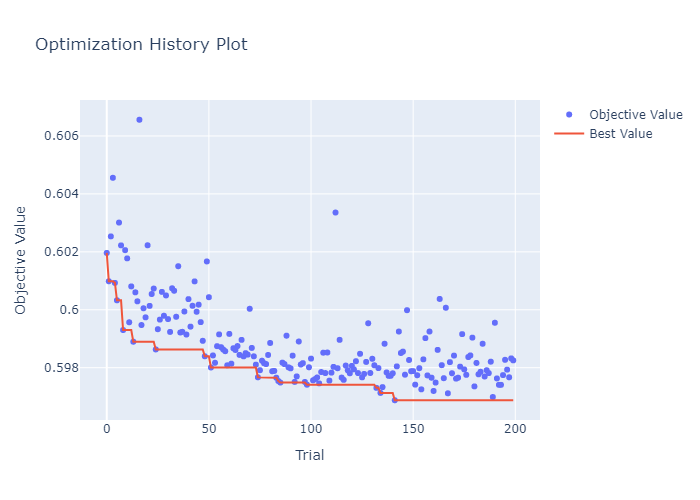 Optimization History Plot
Objective Value
Best Value
0.606
0.604
0.602
0.6
0.598
Objective Value
0
50
100
150
200
Trial